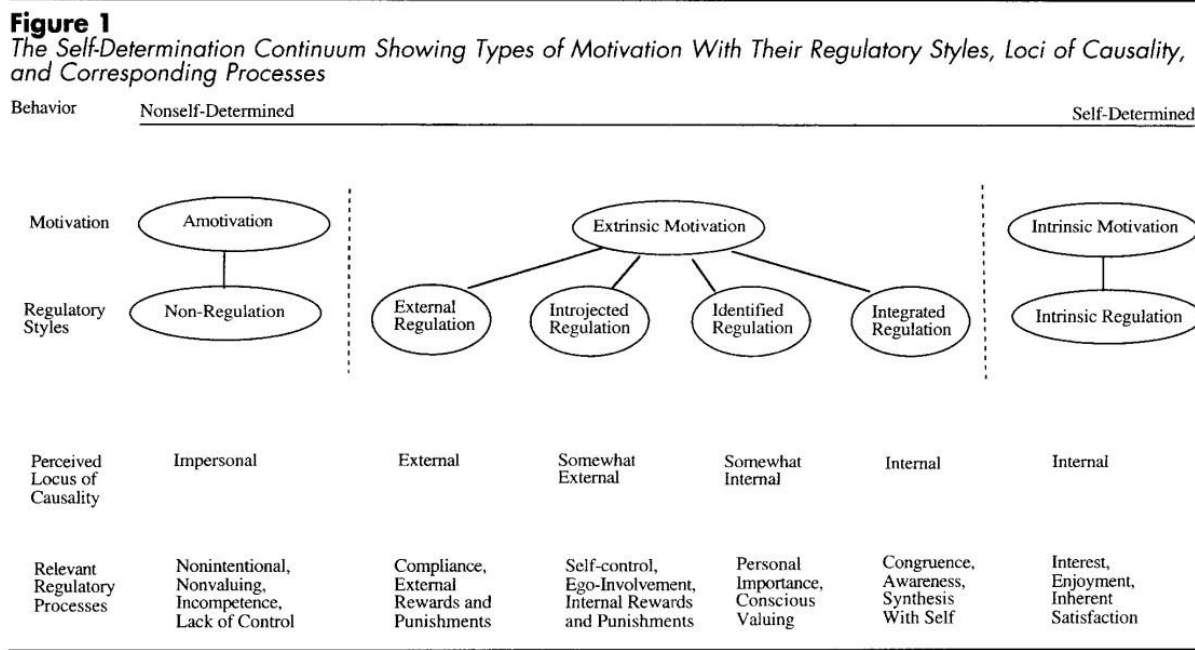 Figure 1
The Self-Determination Continuum Showing Types of Motivation With Their Regulatory Styles, Loci of Causality,
and Corresponding Processes
Behavior
Nonself-Determined
Self-Determined
Motivation
Amotivation
Extrinsic Motivation
Intrinsic Motivation
Regulatory
Styles
Non-Regulation
External
Regulation
Introjected
Regulation
Identified
Regulation
Integrated
Regulation
Intrinsic Regulation
Perceived
Locus of
Causality
Impersonal
External
Somewhat
External
Somewhat
Internal
Internal
Internal
Relevant
Regulatory
Processes
Nonintentional,
Nonvaluing,
Incompetence,
Lack of Control
Compliance,
External
Rewards and
Punishments
Self-control,
Ego-Involvement,
Internal Rewards
and Punishments
Personal
Importance,
Conscious
Valuing
Congruence,
Awareness,
Synthesis
With Self
Interest,
Enjoyment,
Inherent
Satisfaction